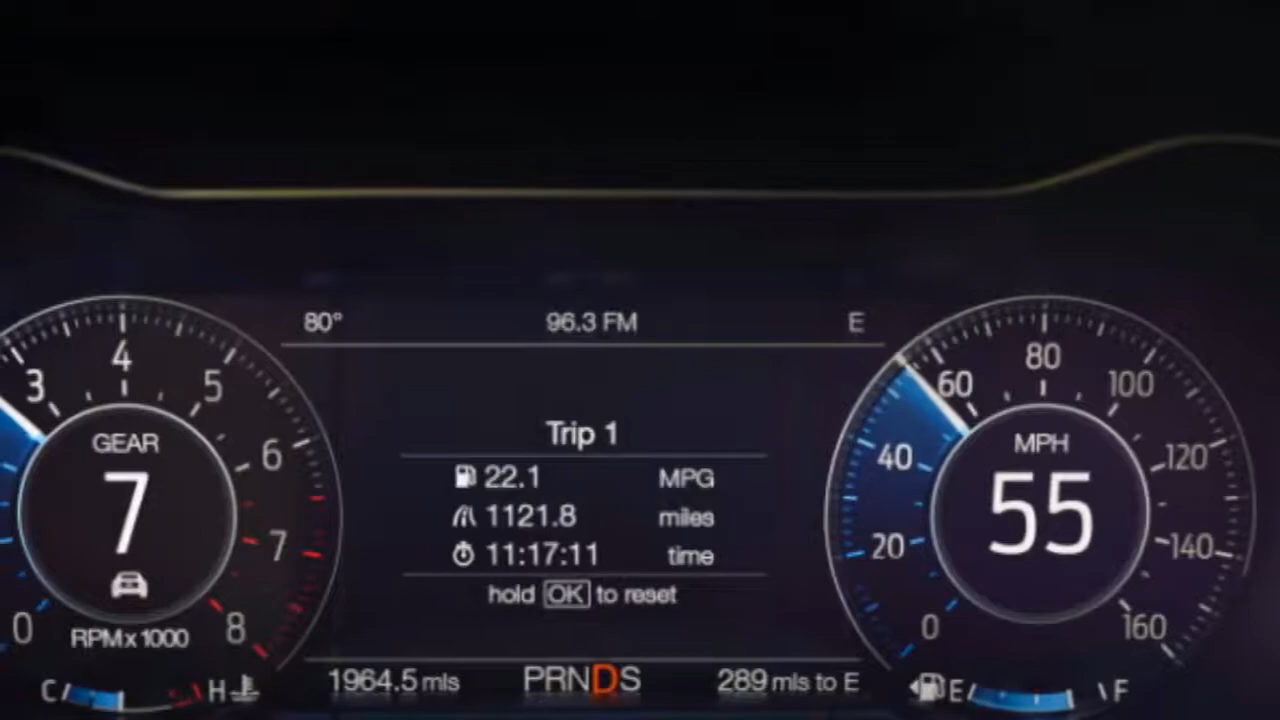 80° 96.3 FM E
4
3 5
GEAR
6
7
7
0 8
RPM x 1000
C H
Trip 1
22.1 MPG
1121.8 miles
11:17:11 time
hold OK to reset
1964.5 mls PRNDS 289 mls to E
80
60 100
MPH
40 120
55
20 140
0 160
E F